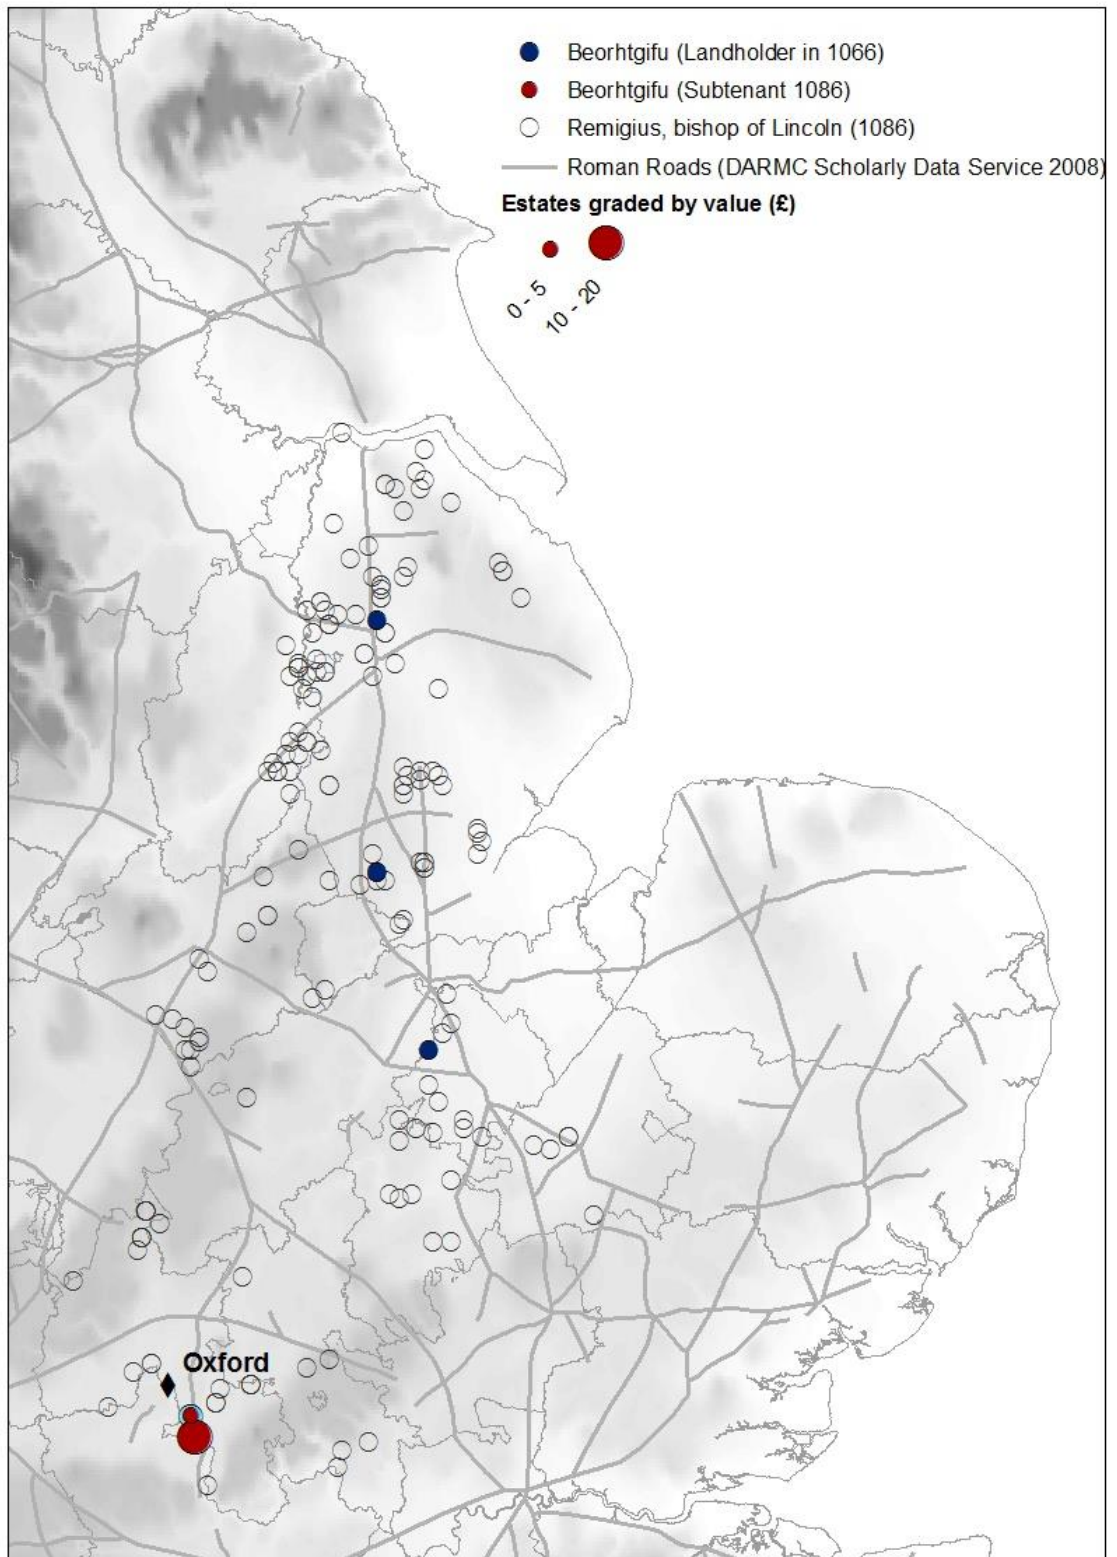 Beorhtgifu (Landholder in 1066)
Beorhtgifu (Subtenant 1086)
Remigius, bishop of Lincoln (1086)
Roman Roads (DARMC Scholarly Data Service 2008)
Estates graded by value (£)
0 - 5
10 - 20
Oxford